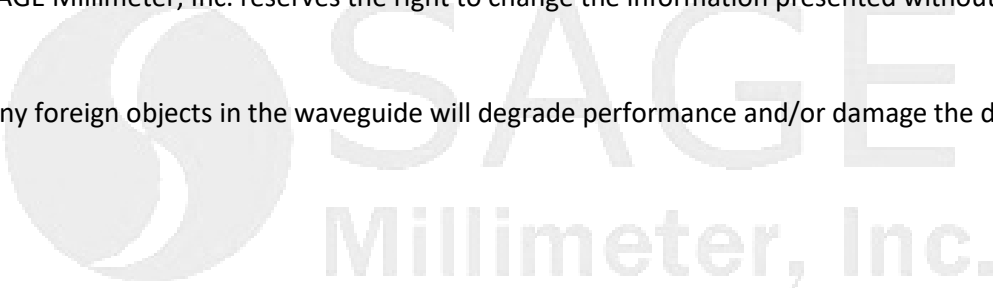 AGE Millimeter, Inc. reserves the right to change the information presented without
ny foreign objects in the waveguide will degrade performance and/or damage the d
SAGE
Millimeter, Inc.